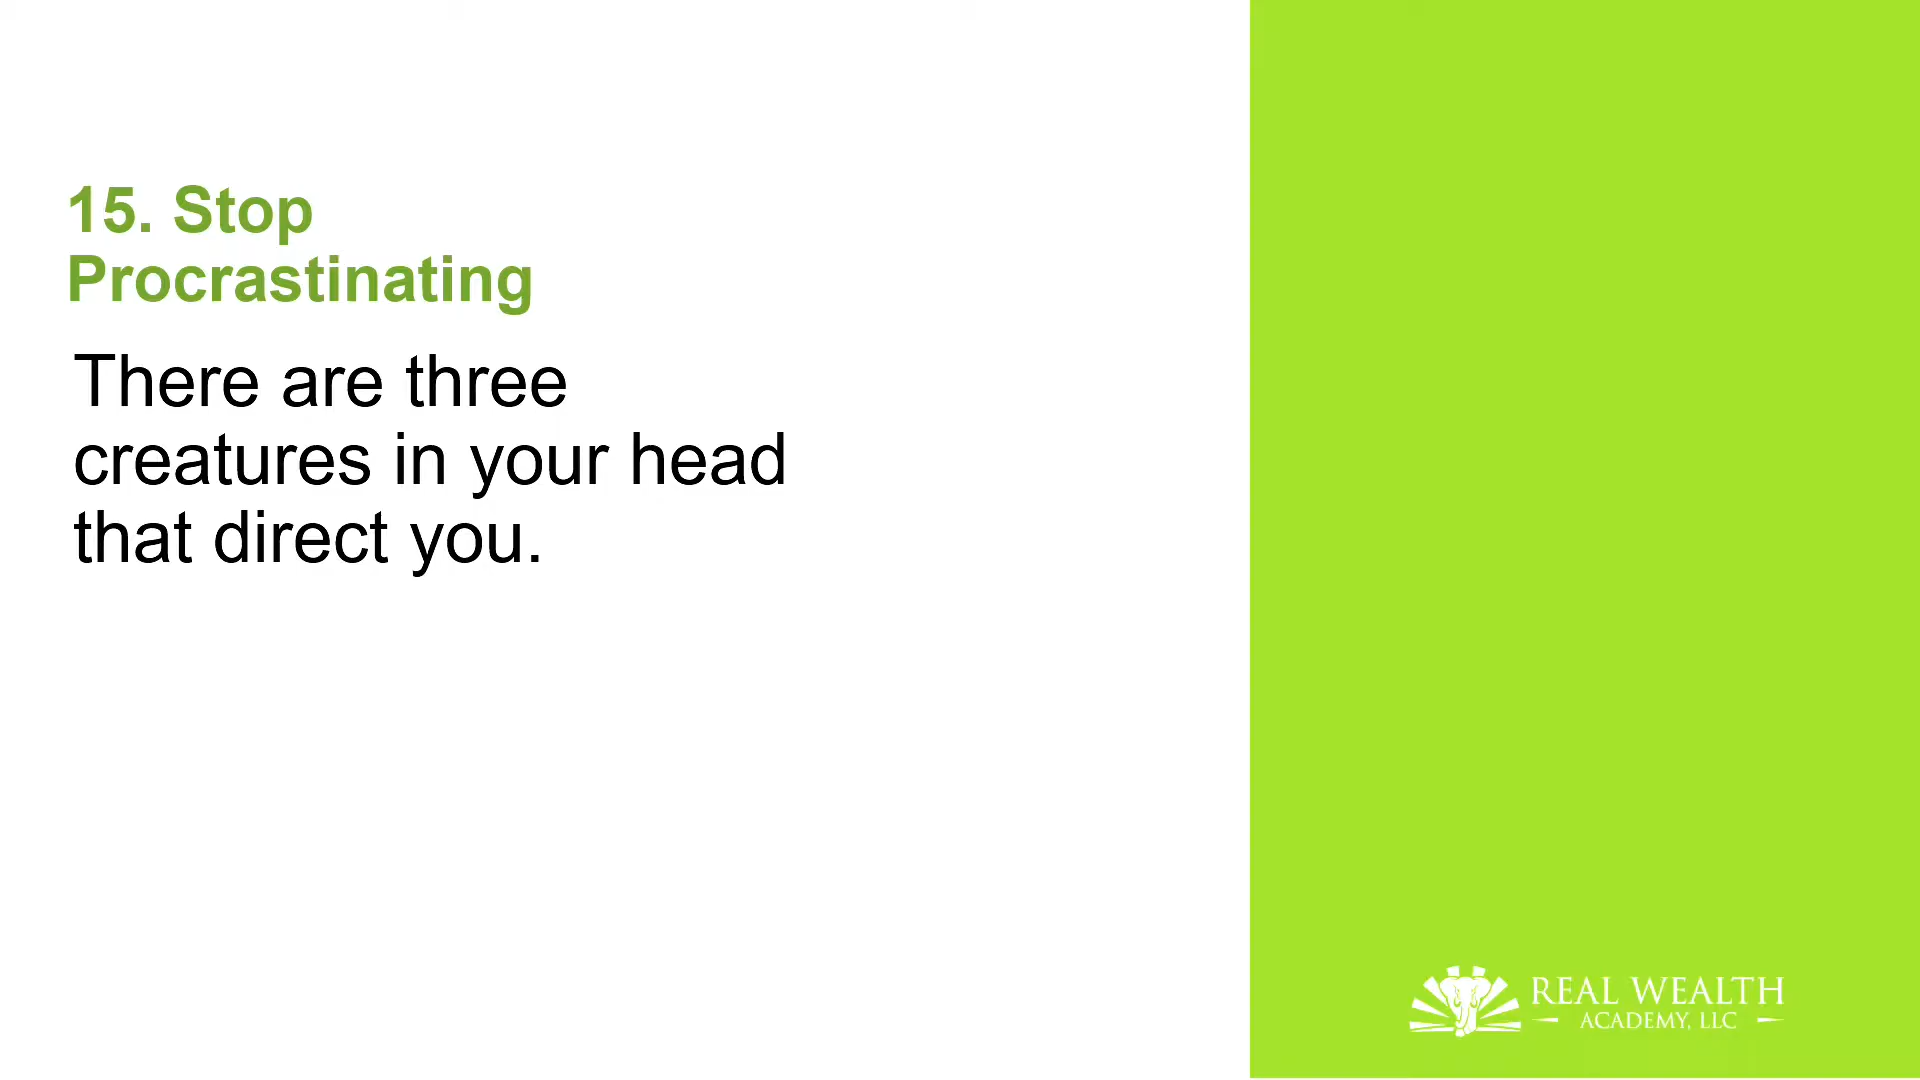 15. Stop
Procrastinating
There are three
creatures in your head
that direct you.
REAL WEALTH
ACADEMY, LLC